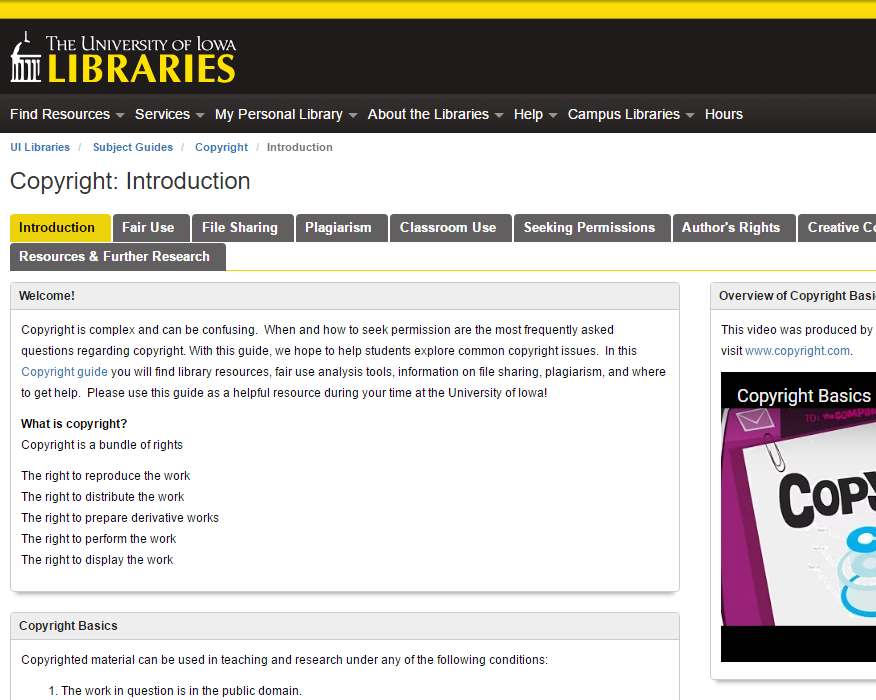 The University of Iowa
LIBRARIES
Find Resources Services My Personal Library About the Libraries Help Campus Libraries Hours
UI Libraries / Subject Guides / Copyright / Introduction
Copyright: Introduction
Introduction Fair Use File Sharing Plagiarism Classroom Use Seeking Permissions Author's Rights Creative Co
Resources & Further Research
Welcome!
Copyright is complex and can be confusing.  When and how to seek permission are the most frequently asked
questions regarding copyright. With this guide, we hope to help students explore common copyright issues.  In this
Copyright guide you will find library resources, fair use analysis tools, information on file sharing, plagiarism, and where
to get help.  Please use this guide as a helpful resource during your time at the University of Iowa!
What is copyright?
Copyright is a bundle of rights
The right to reproduce the work
The right to distribute the work
The right to prepare derivative works
The right to perform the work
The right to display the work
Copyright Basics
Copyrighted material can be used in teaching and research under any of the following conditions:
1. The work in question is in the public domain.
Overview of Copyright Basi
This video was produced by
visit www.copyright.com.
Copyright Basics
TO: THE COMPAN
COPY